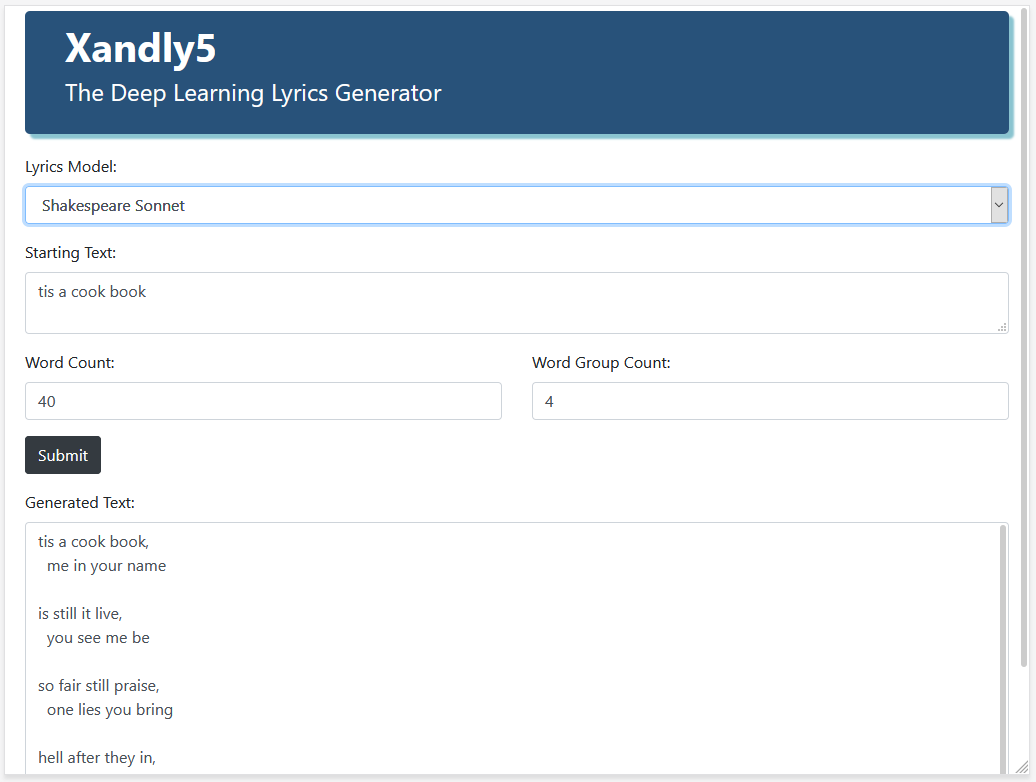 Xandly5
The Deep Learning Lyrics Generator
Lyrics Model:
Shakespeare Sonnet
Starting Text:
tis a cook book
Word Count:
Word Group Count:
40
4
Submit
Generated Text:
tis a cook book,
me in your name
is still it live,
you see me be
so fair still praise,
one lies you bring
hell after they in,